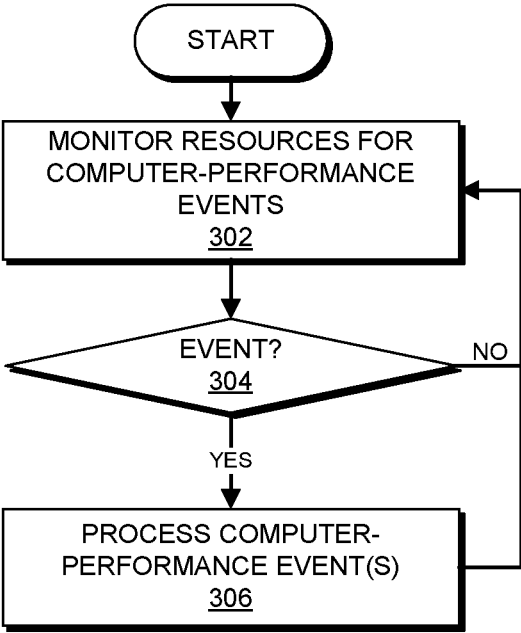 START
MONITOR RESOURCES FOR
COMPUTER-PERFORMANCE
EVENTS
302
EVENT?
304
NO
YES
PROCESS COMPUTER-
PERFORMANCE EVENT(S)
306